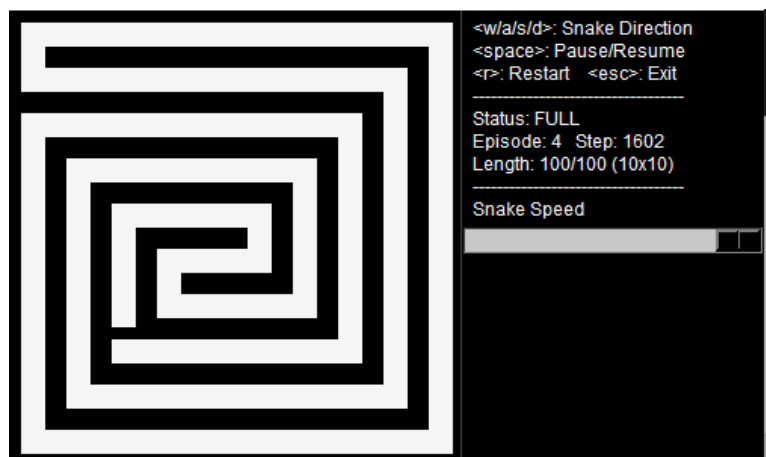 <w/a/s/d>: Snake Direction
<space>: Pause/Resume
<r>: Restart <esc>: Exit
--------------------------------
Status: FULL
Episode: 4 Step: 1602
Length: 100/100 (10x10)
--------------------------------
Snake Speed